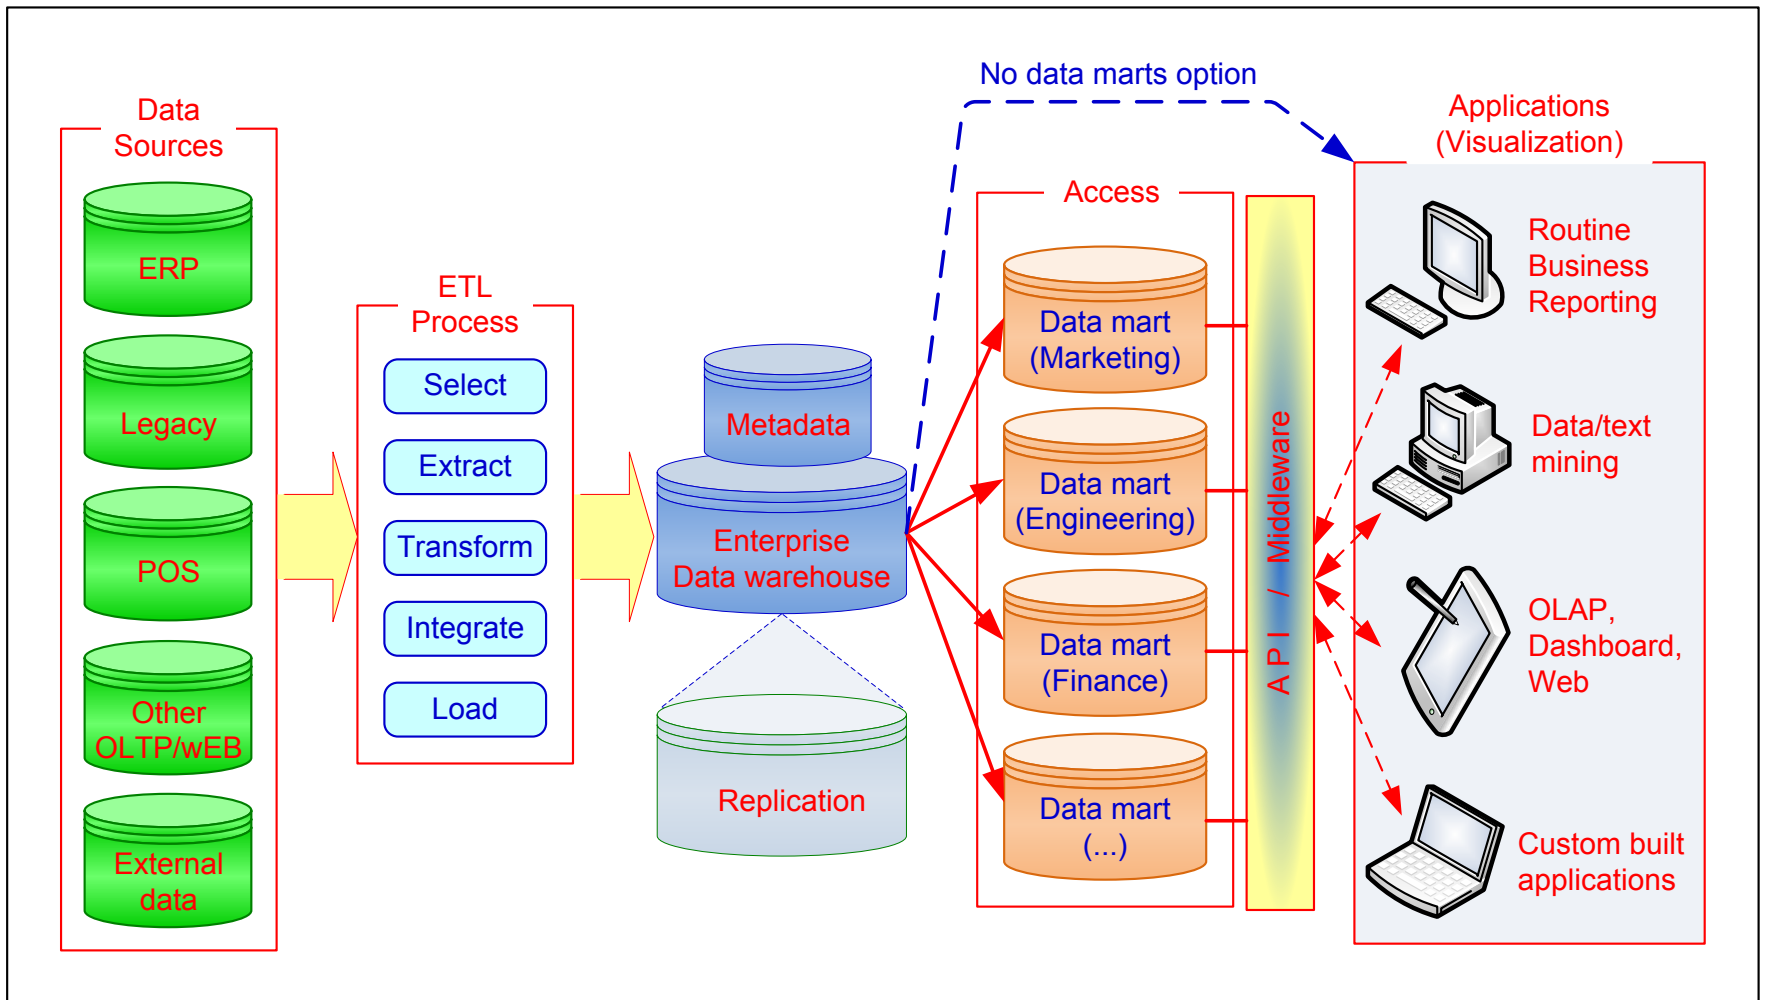 No data marts option
Data
Sources
ERP
Legacy
POS
Other
OLTP/wEB
External
data
ETL
Process
Select
Extract
Transform
Integrate
Load
Metadata
Enterprise
Data warehouse
Replication
Access
Data mart
(Marketing)
Data mart
(Engineering)
Data mart
(Finance)
Data mart
(...)
API / Middleware
Applications
(Visualization)
Routine
Business
Reporting
Data/text
mining
OLAP,
Dashboard,
Web
Custom built
applications